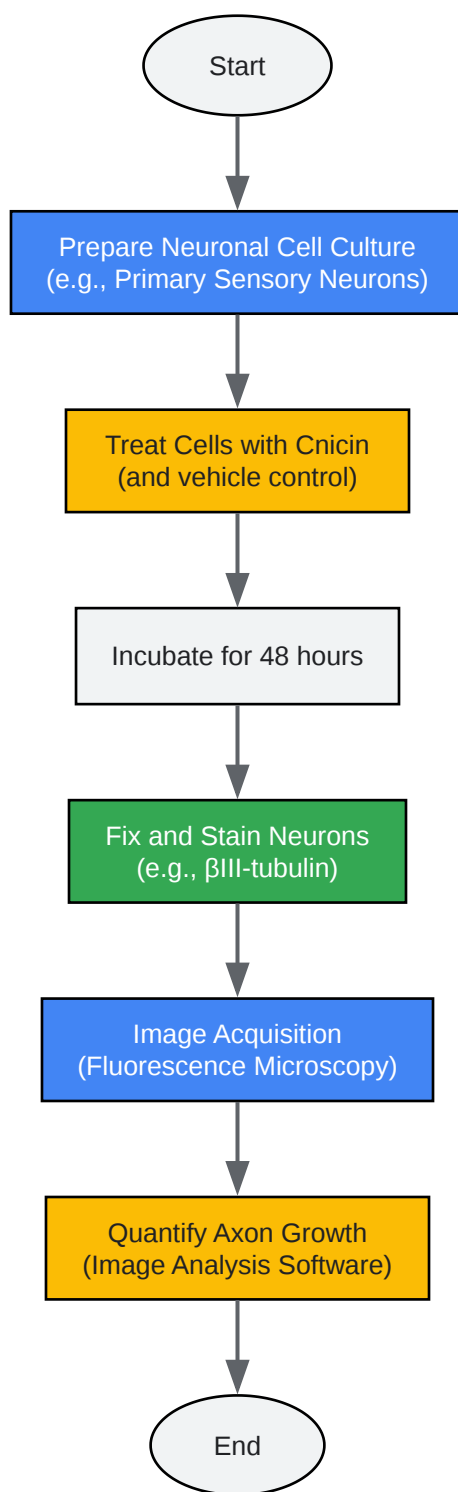 Start
Prepare Neuronal Cell Culture
(e.g., Primary Sensory Neurons)
Treat Cells with Cnicin
(and vehicle control)
Incubate for 48 hours
Fix and Stain Neurons
(e.g., βIII-tubulin)
Image Acquisition
(Fluorescence Microscopy)
Quantify Axon Growth
(Image Analysis Software)
End